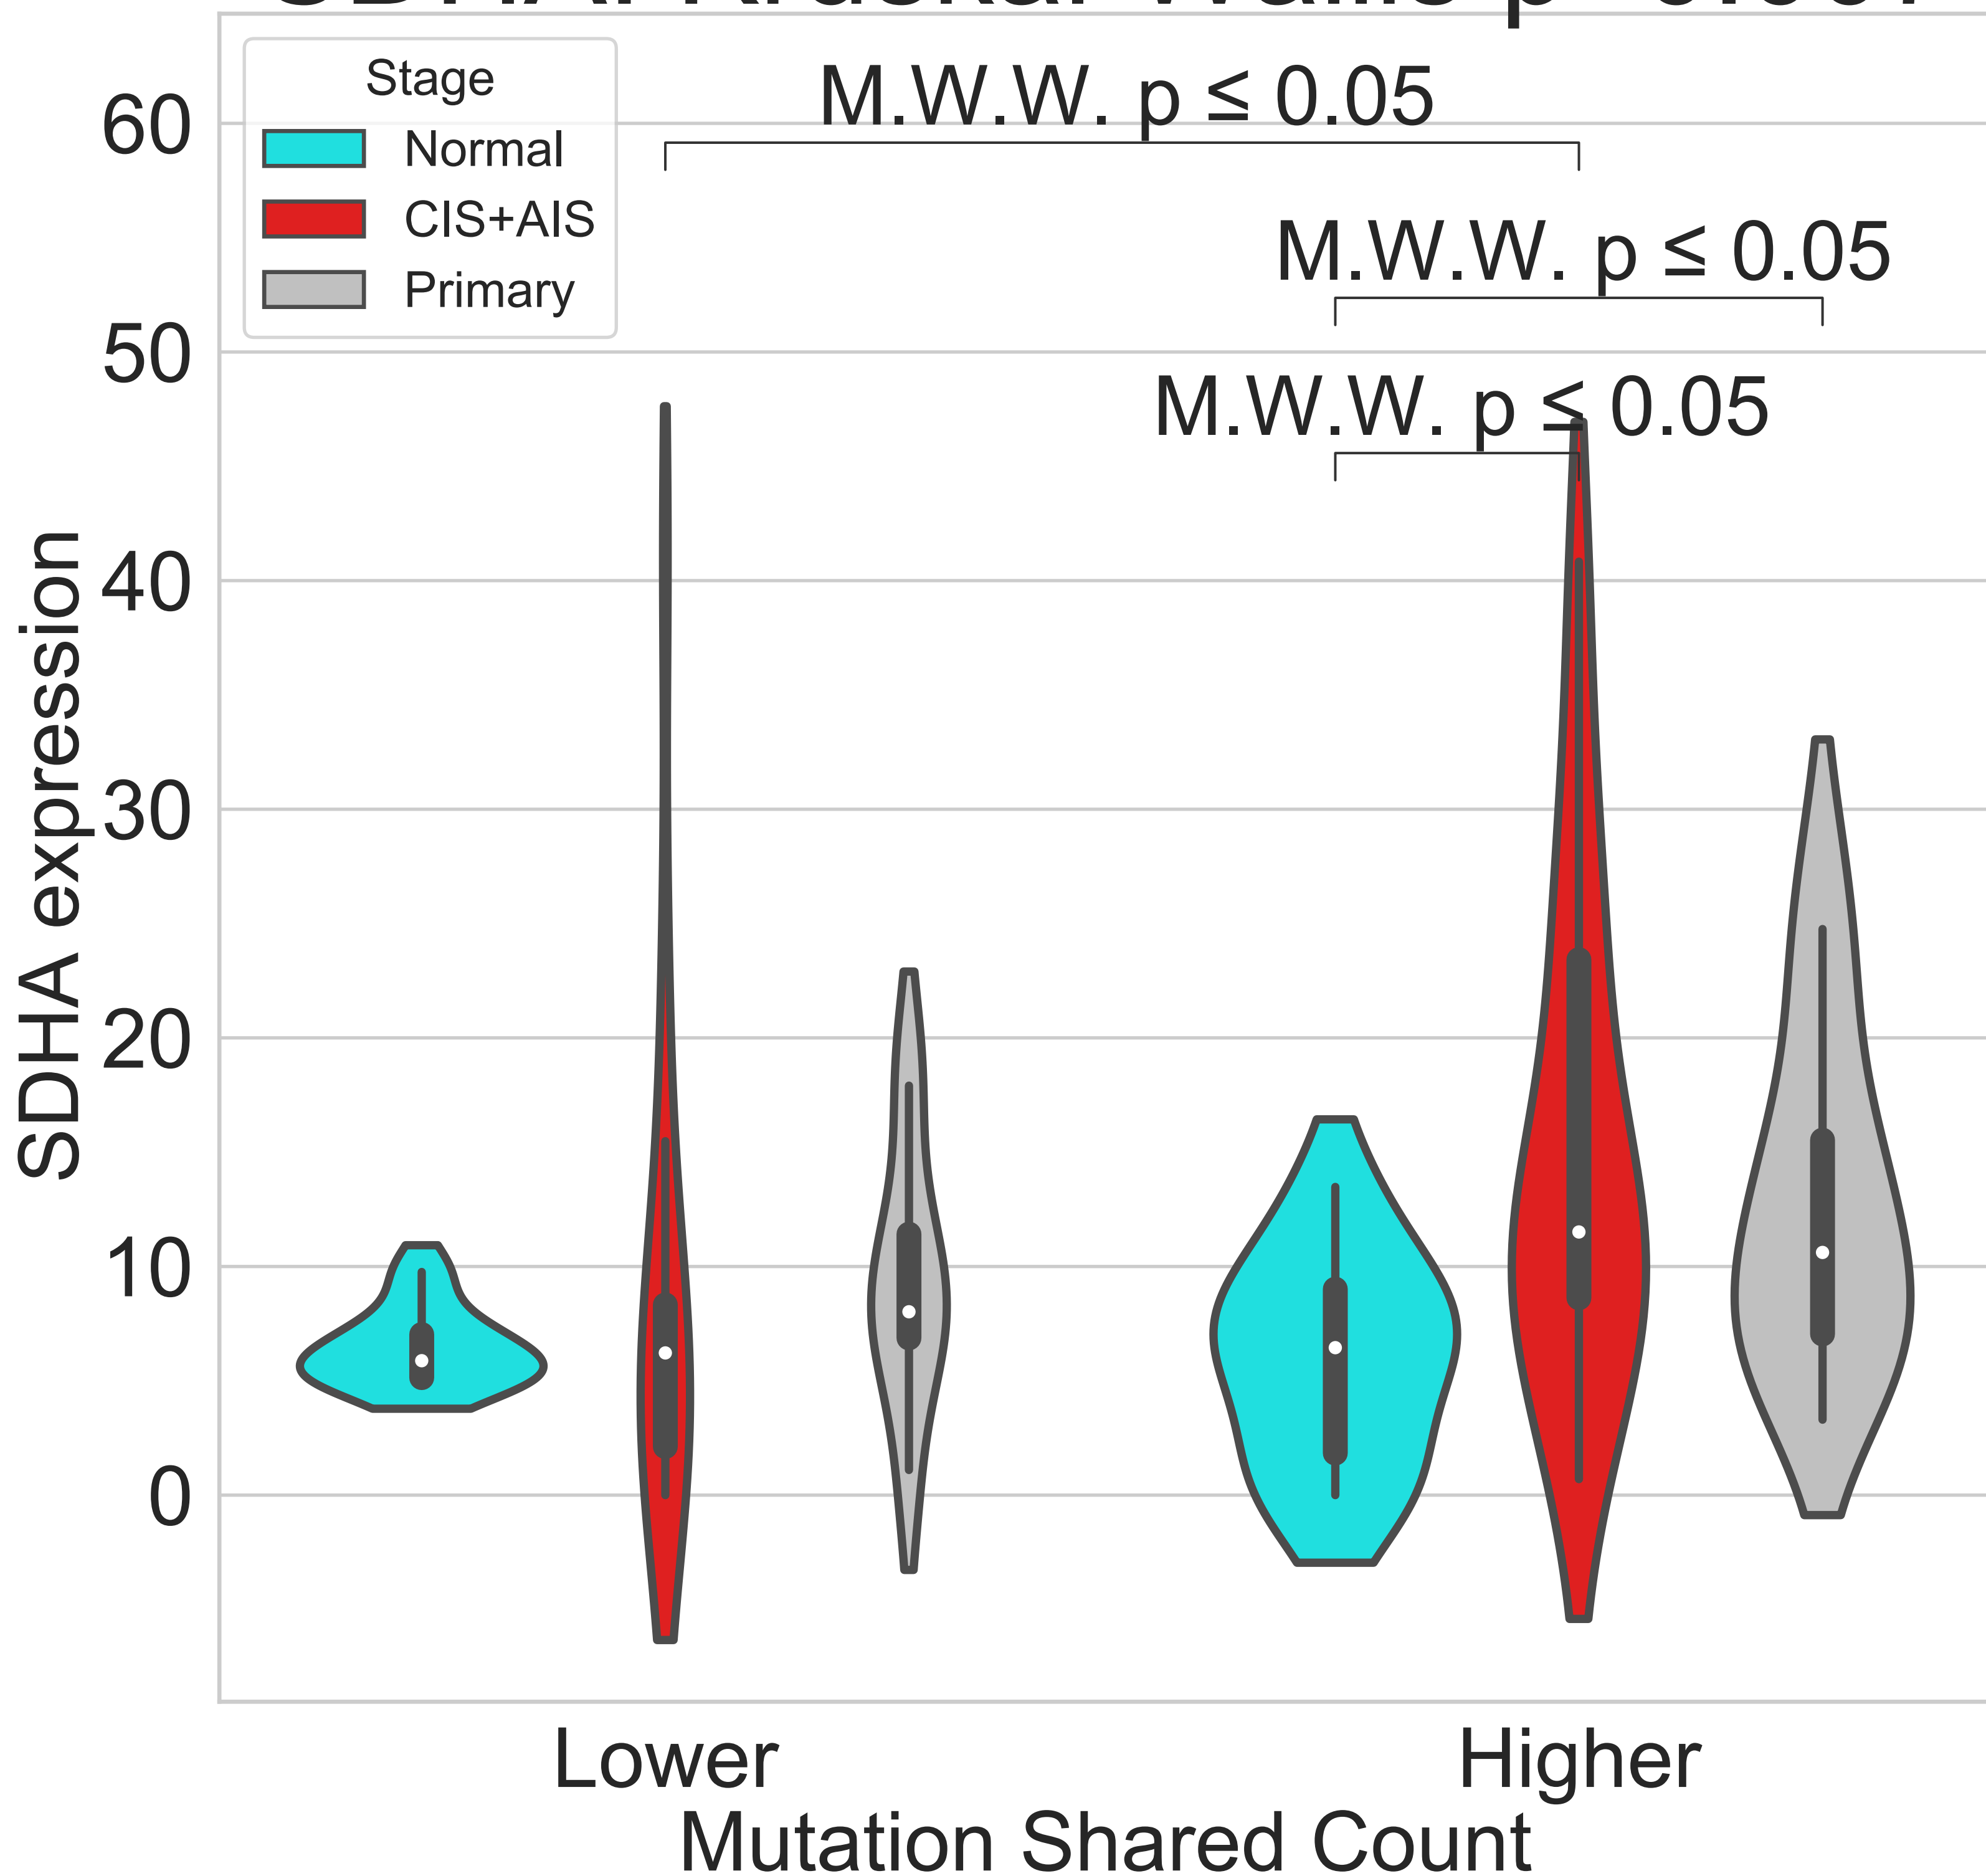 Stage
Normal
CIS+AIS
Primary
M.W.W. p ≤ 0.05
M.W.W. p ≤ 0.05
M.W.W. p ≤ 0.05
60
50
40
30
20
10
0
SDHA expression
Lower
Higher
Mutation Shared Count